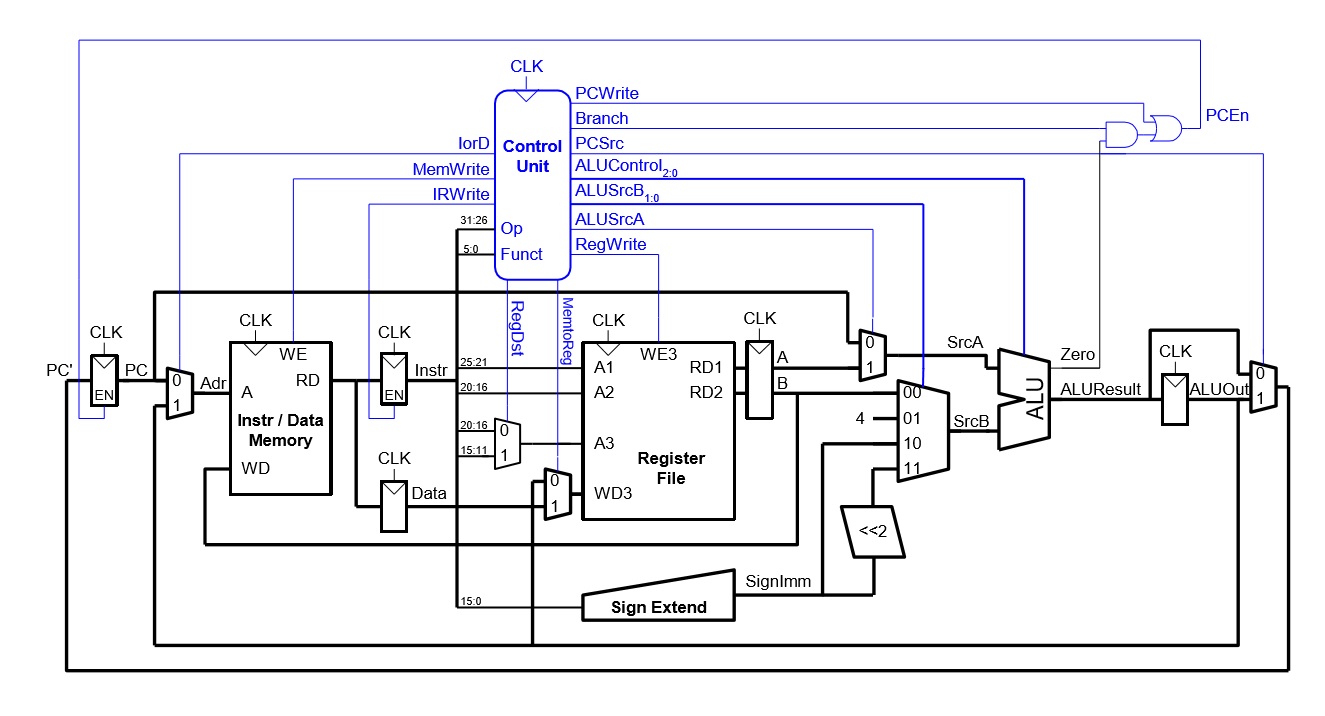 CLK
PCWrite
PCEn
Branch
IorD
Control
Unit
PCSrc
MemWrite
ALUControl2:0
IRWrite
ALUSrcB1:0
31:26
Op
ALUSrcA
5:0
Funct
RegWrite
RegDst
MemtoReg
CLK
CLK
CLK
CLK
CLK
CLK
PC'
PC
EN
0
1
Adr
WE
RD
A
Instr / Data
Memory
WD
EN
Instr
CLK
Data
25:21
20:16
20:16
15:11
0
1
0
1
A1
A2
A3
WD3
WE3
RD1
RD2
Register
File
A
B
0
1
SrcA
00
4
01
10
11
SrcB
<<2
ALU
Zero
ALUResult
ALUOut
0
1
15:0
Sign Extend
SignImm